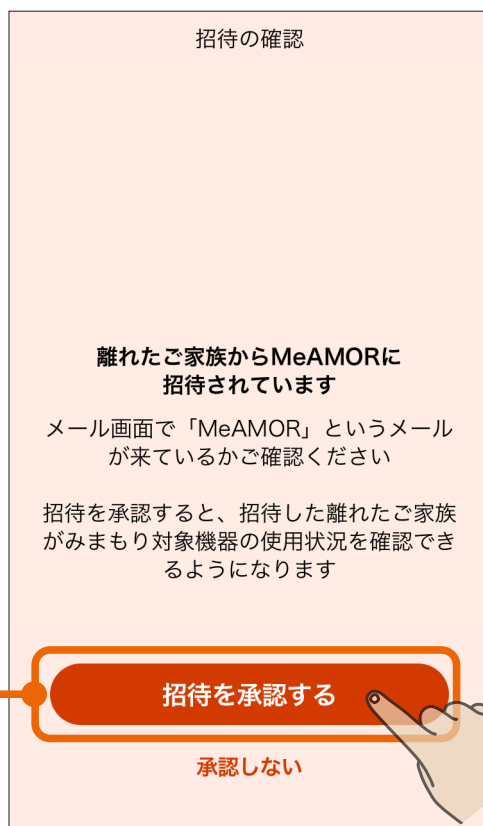 招待の確認
離れたご家族からMeAMORに
招待されています
メール画面で「MeAMOR」というメール
が来ているかご確認ください
招待を承認すると、招待した離れたご家族
がみまもり対象機器の使用状況を確認でき
るようになります
招待を承認する
承認しない